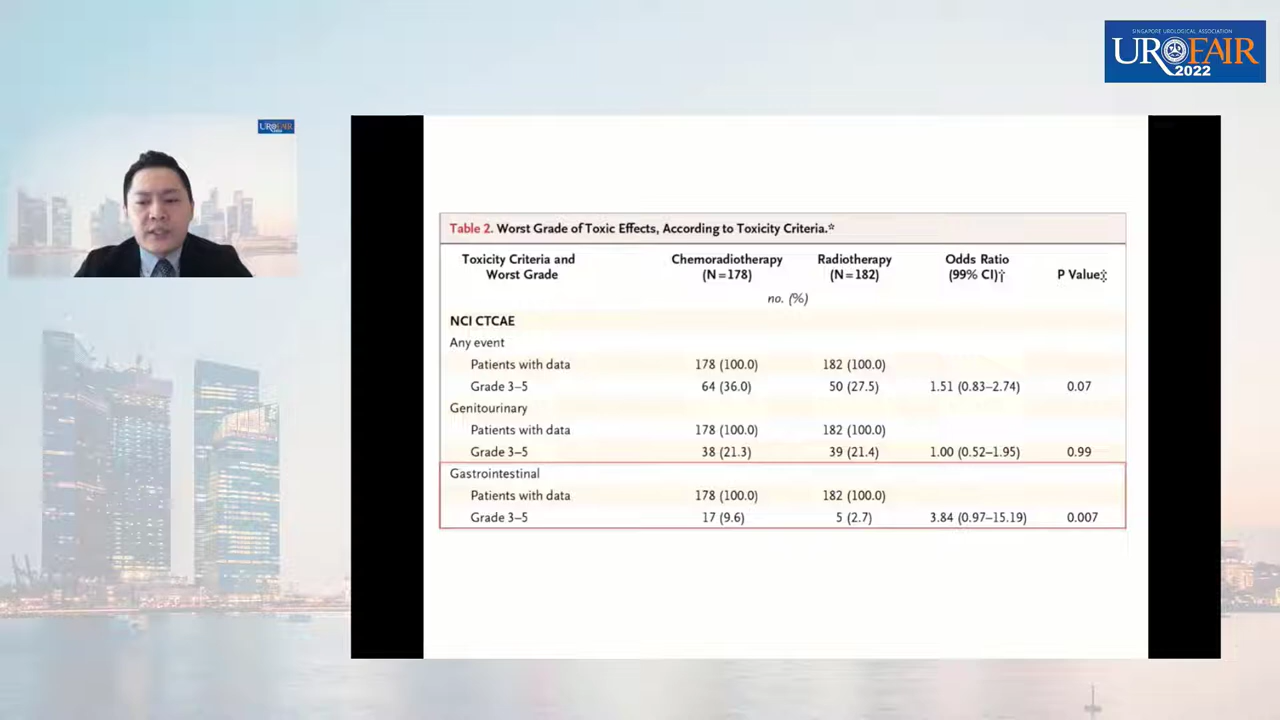 SINGAPORE UROLOGICAL ASSOCIATION
UROFAIR
2022
UROFAIR
Table 2. Worst Grade of Toxic Effects, According to Toxicity Criteria.*
Toxicity Criteria and Worst Grade Chemoradiotherapy (N=178) Radiotherapy (N=182) Odds Ratio (99% CI)† P Value‡
no. (%)
NCI CTCAE
Any event
Patients with data 178 (100.0) 182 (100.0)
Grade 3–5 64 (36.0) 50 (27.5) 1.51 (0.83–2.74) 0.07
Genitourinary
Patients with data 178 (100.0) 182 (100.0)
Grade 3–5 38 (21.3) 39 (21.4) 1.00 (0.52–1.95) 0.99
Gastrointestinal
Patients with data 178 (100.0) 182 (100.0)
Grade 3–5 17 (9.6) 5 (2.7) 3.84 (0.97–15.19) 0.007